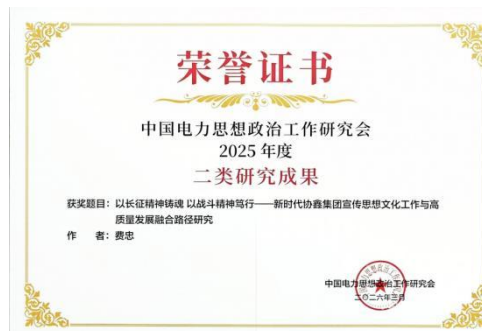 荣誉证书
中国电力思想政治工作研究会
2025 年度
二类研究成果
获奖题目：以长征精神铸魂 以战斗精神笃行——新时代协鑫集团宣传思想文化工作与高
质量发展融合路径研究
作 者：费忠
中国电力思想政治工作研究会
二〇二六年三月